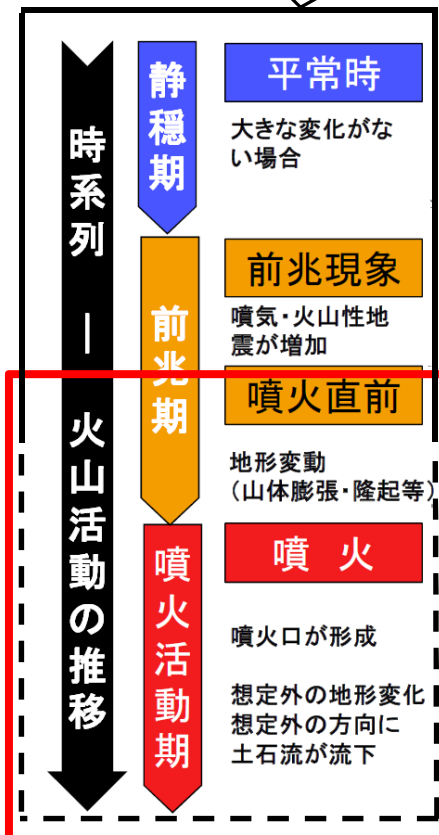 時系列 ― 火山活動の推移
静穏期
平常時
大きな変化がな
い場合
前兆期
前兆現象
噴気・火山性地
震が増加
噴火直前
地形変動
(山体膨張・隆起等)
噴火活動期
噴 火
噴火口が形成
想定外の地形変化
想定外の方向に
土石流が流下